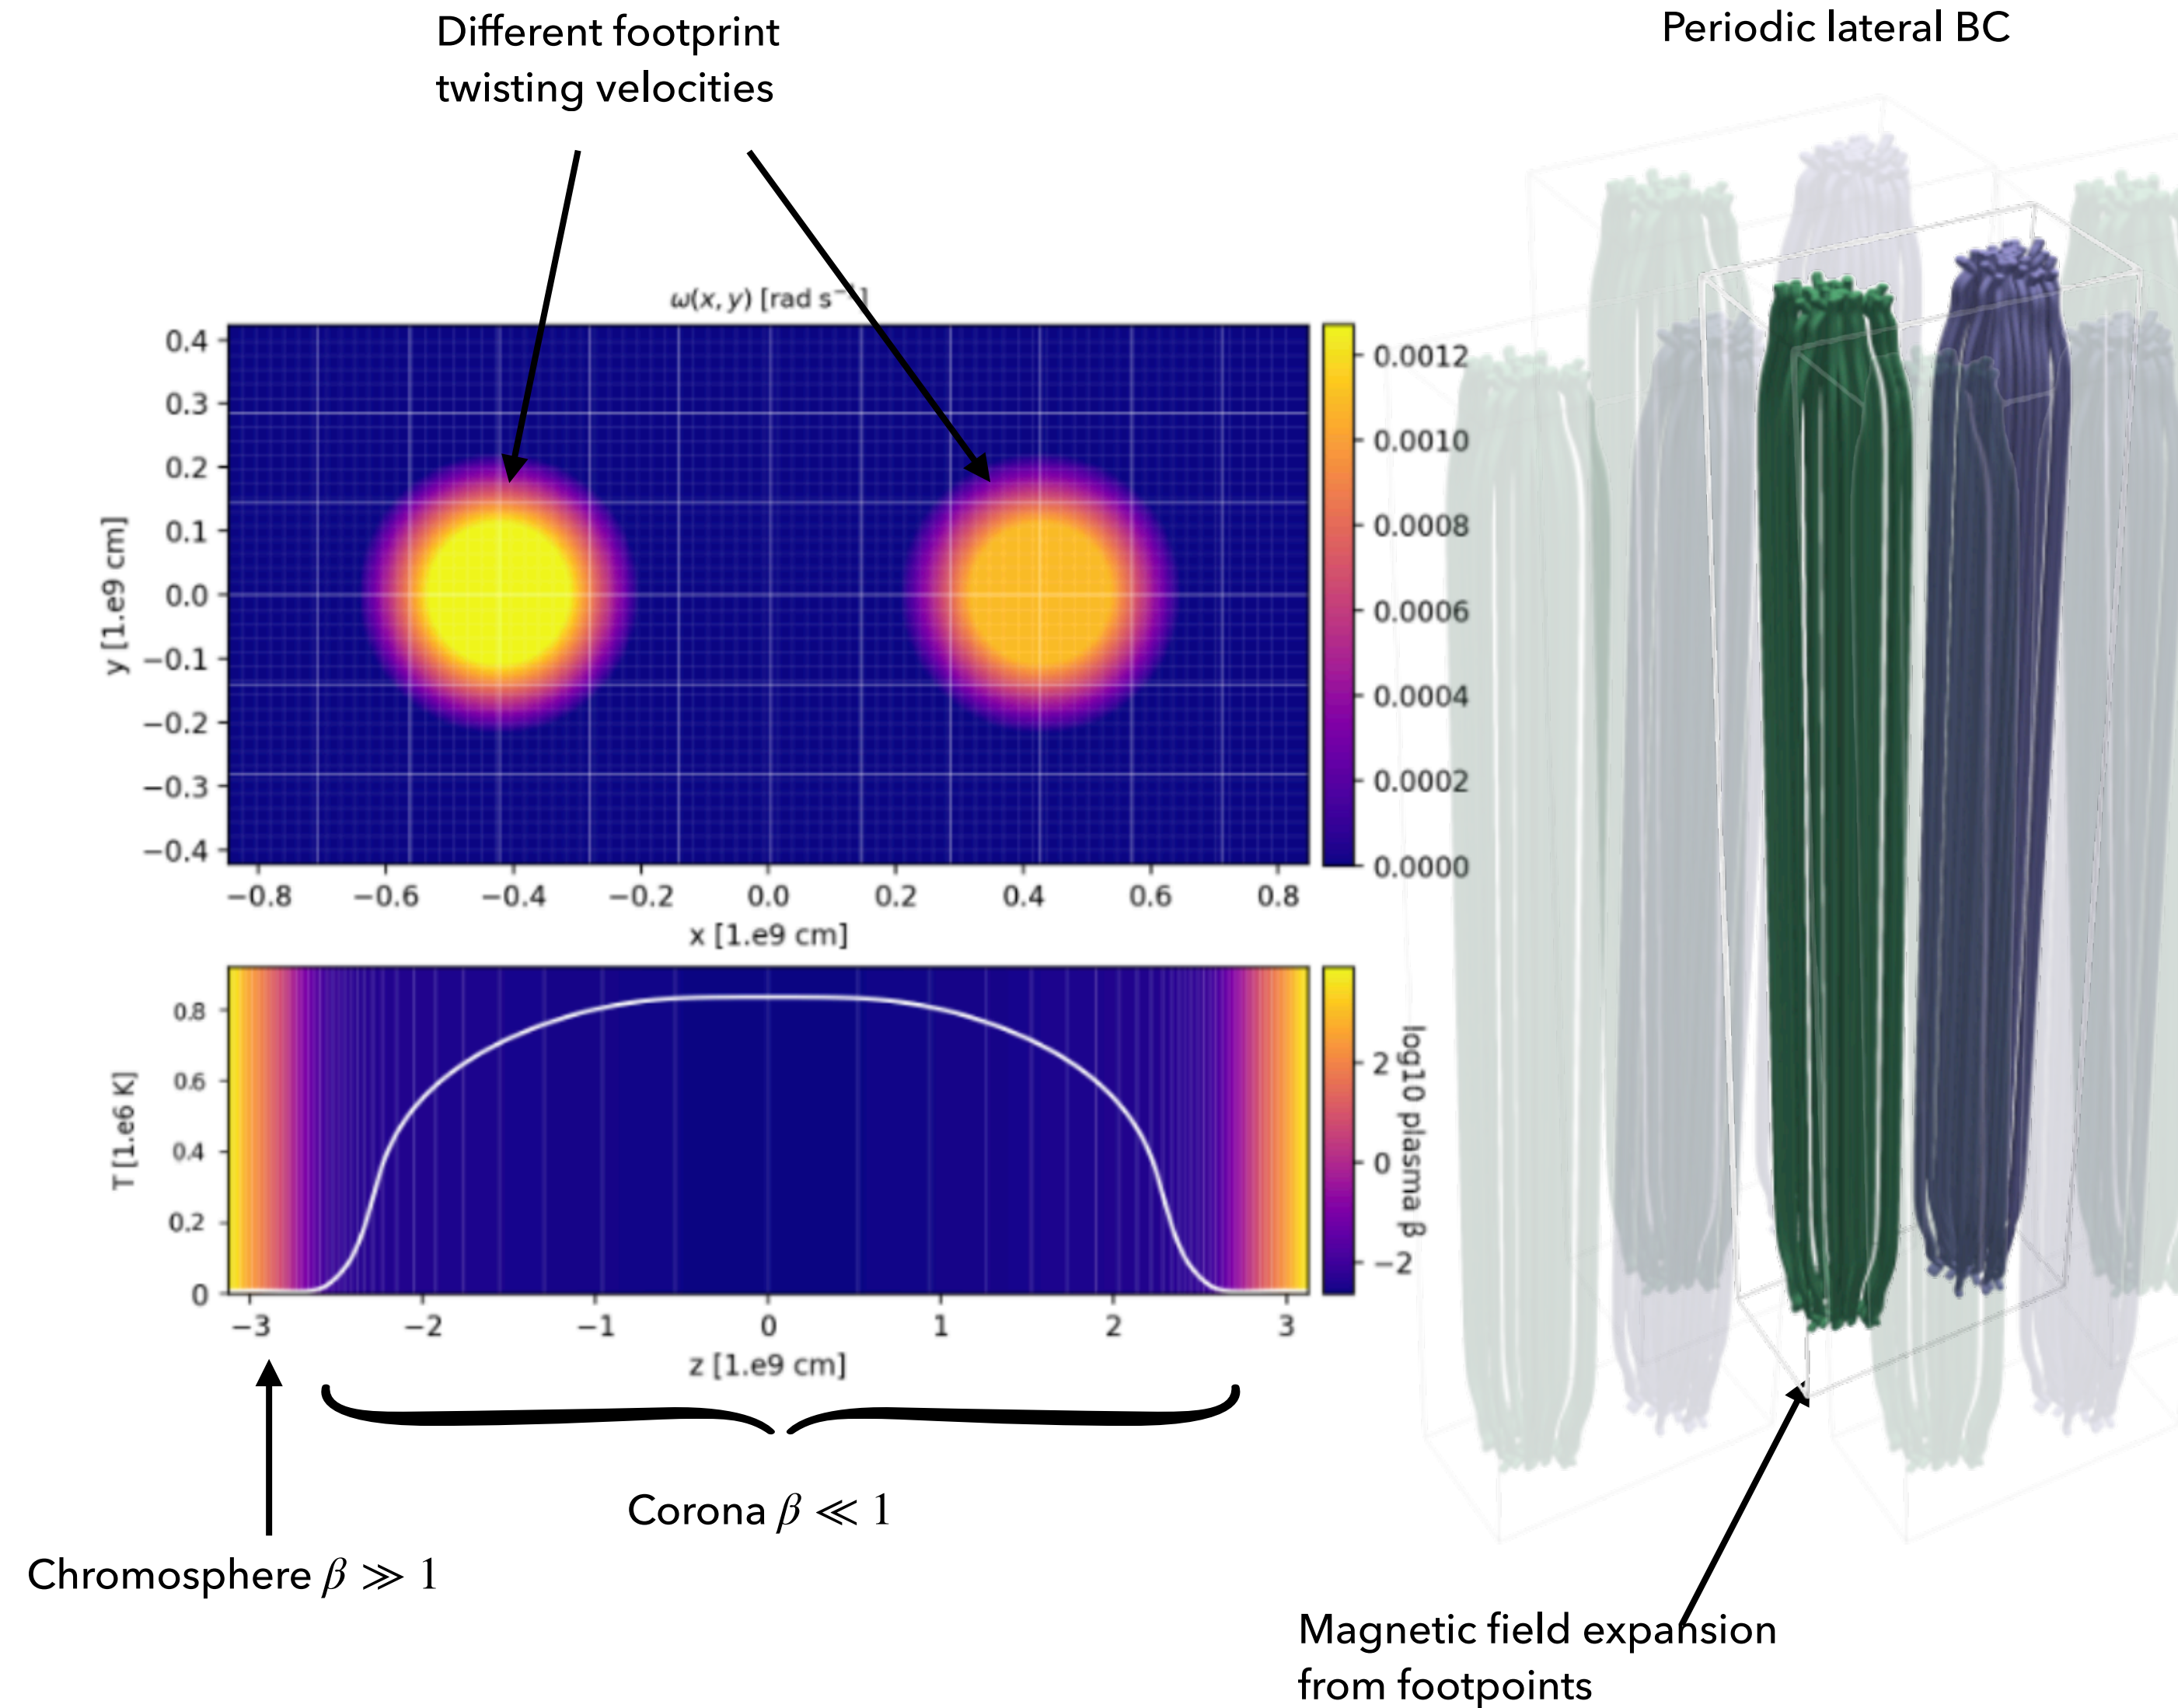 Different footprint
twisting velocities
Periodic lateral BC
ω(x, y) [rad s⁻¹]
0.4
0.3
0.2
0.1
0.0
−0.1
−0.2
−0.3
−0.4
y [1.e9 cm]
−0.8 −0.6 −0.4 −0.2 0.0 0.2 0.4 0.6 0.8
x [1.e9 cm]
0.0012
0.0010
0.0008
0.0006
0.0004
0.0002
0.0000
0.8
0.6
0.4
0.2
0
T [1.e6 K]
−3 −2 −1 0 1 2 3
z [1.e9 cm]
2
0
−2
log10 plasma β
Corona β ≪ 1
Chromosphere β ≫ 1
Magnetic field expansion
from footpoints